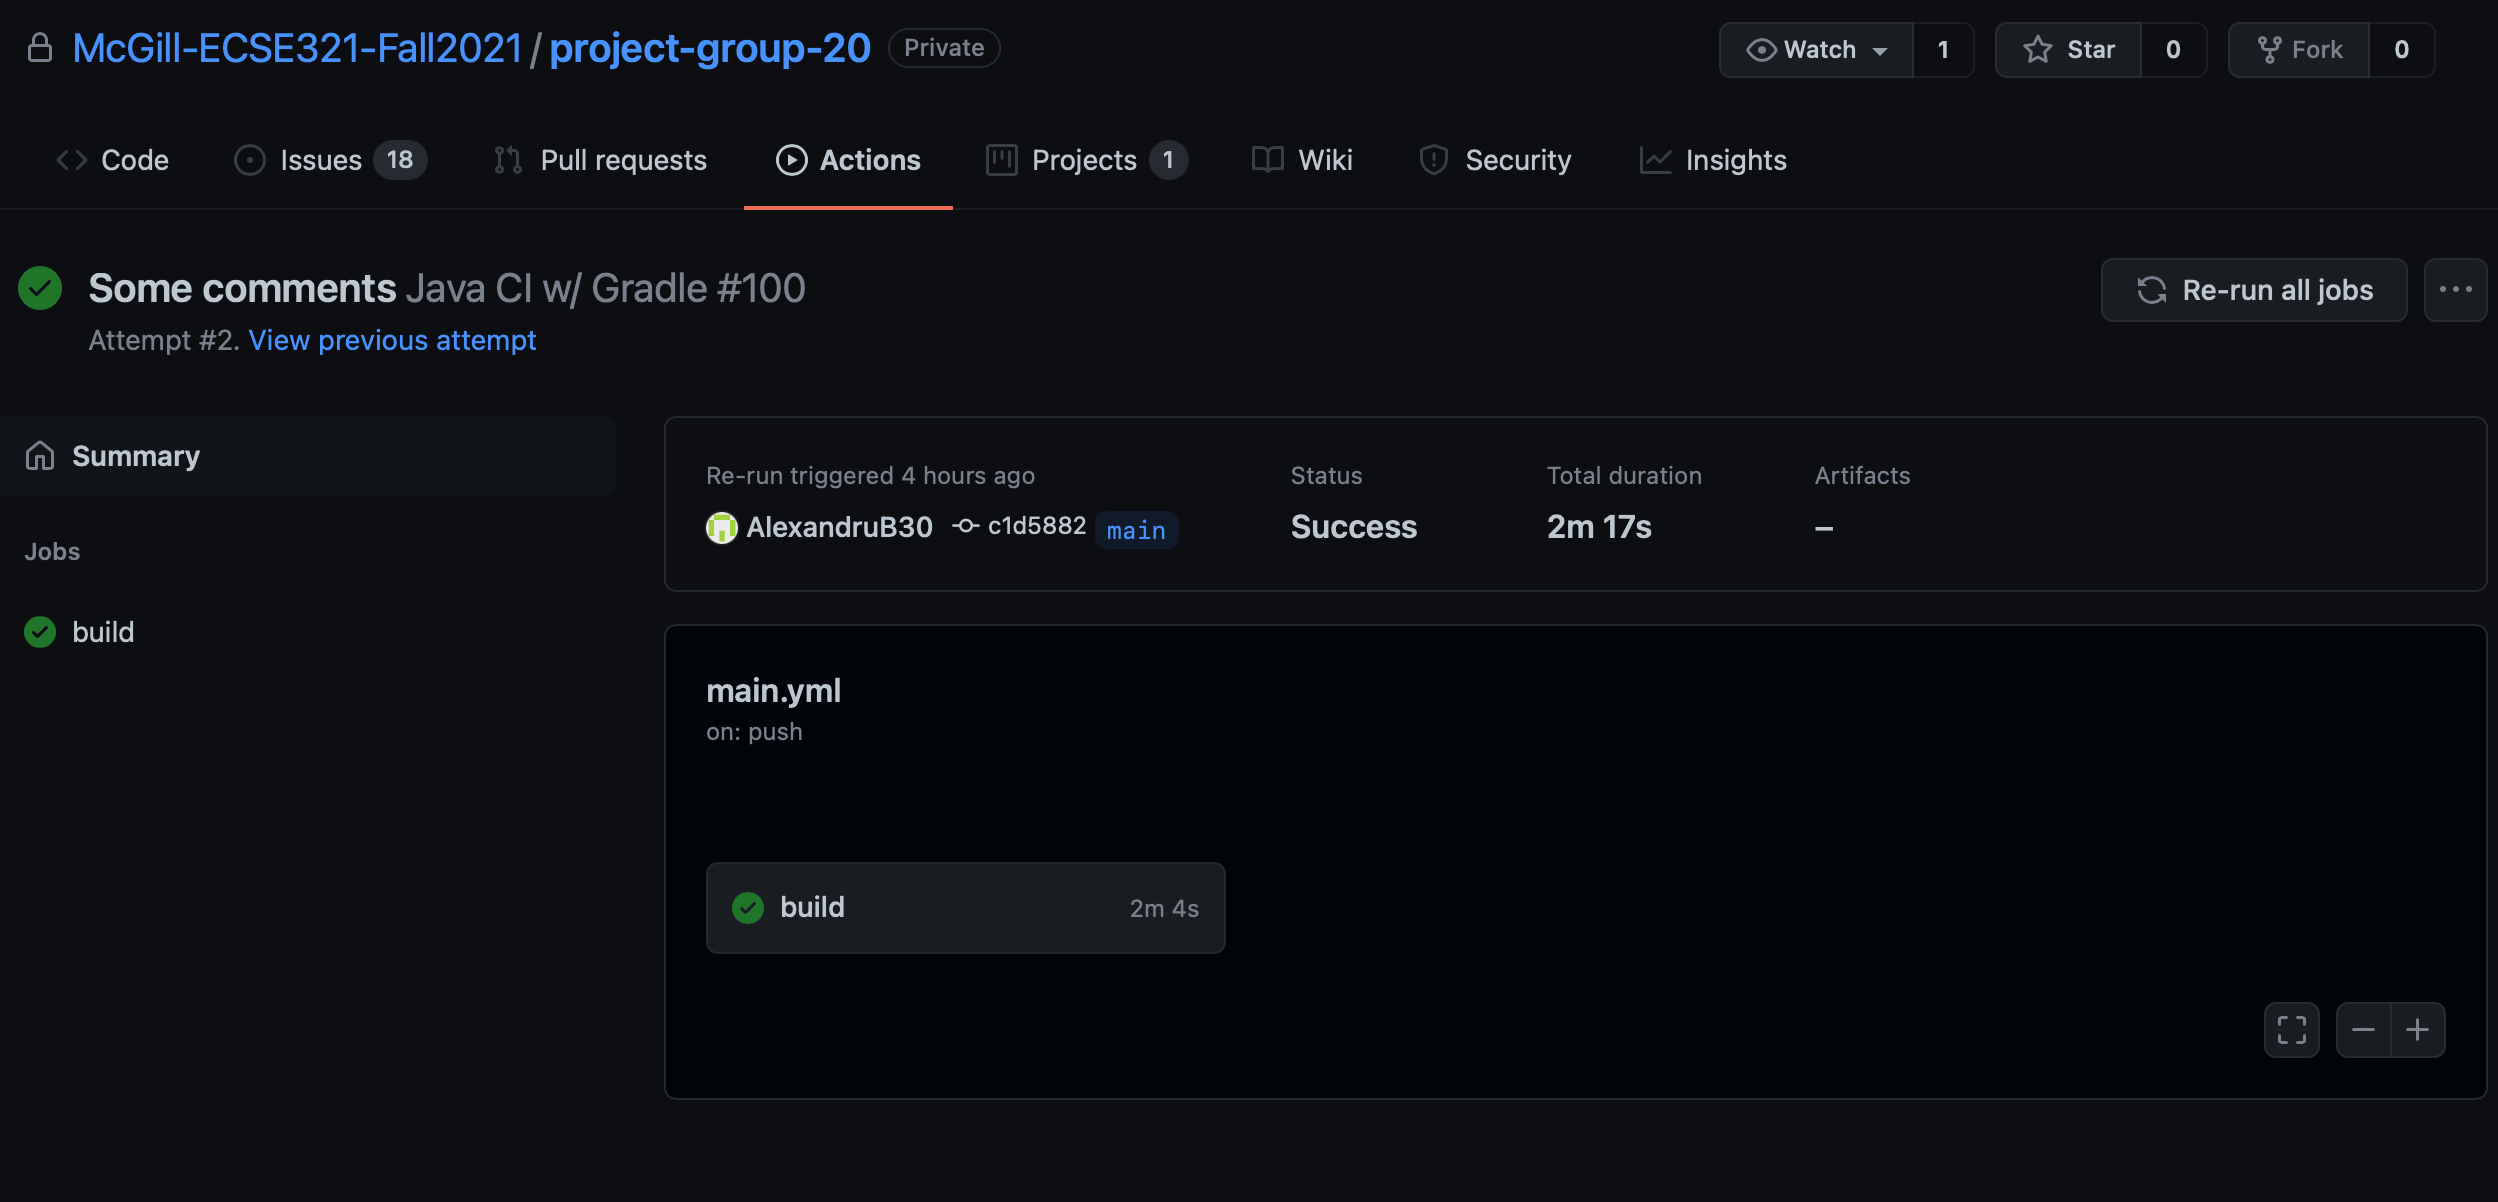 McGill-ECSE321-Fall2021 / project-group-20 Private Watch 1 Star 0 Fork 0
Code Issues 18 Pull requests Actions Projects 1 Wiki Security Insights
Some comments Java CI w/ Gradle #100 Re-run all jobs
Attempt #2. View previous attempt
Summary
Jobs
build
Re-run triggered 4 hours ago Status Total duration Artifacts
AlexandruB30 c1d5882 main Success 2m 17s –
main.yml
on: push
build 2m 4s